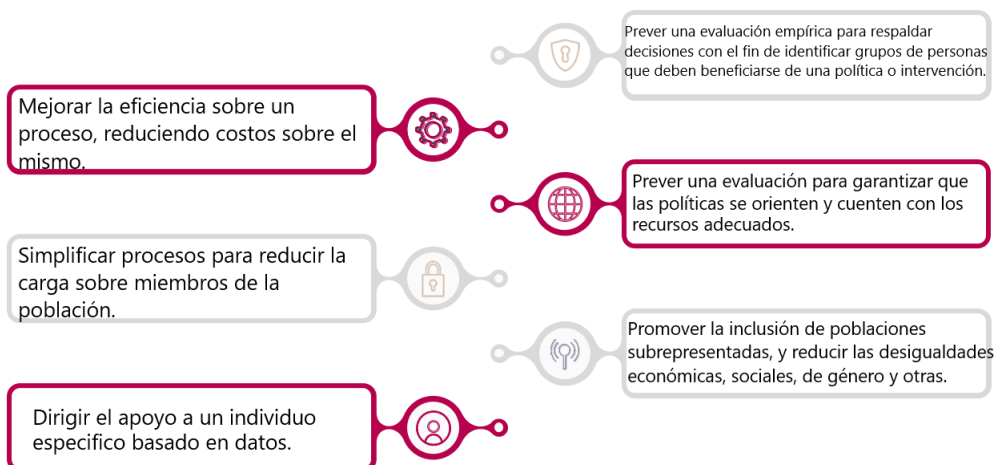 Prever una evaluación empírica para respaldar
decisiones con el fin de identificar grupos de personas
que deben beneficiarse de una política o intervención.
Mejorar la eficiencia sobre un
proceso, reduciendo costos sobre el
mismo.
Prever una evaluación para garantizar que
las políticas se orienten y cuenten con los
recursos adecuados.
Simplificar procesos para reducir la
carga sobre miembros de la
población.
Promover la inclusión de poblaciones
subrepresentadas, y reducir las desigualdades
económicas, sociales, de género y otras.
Dirigir el apoyo a un individuo
especifico basado en datos.